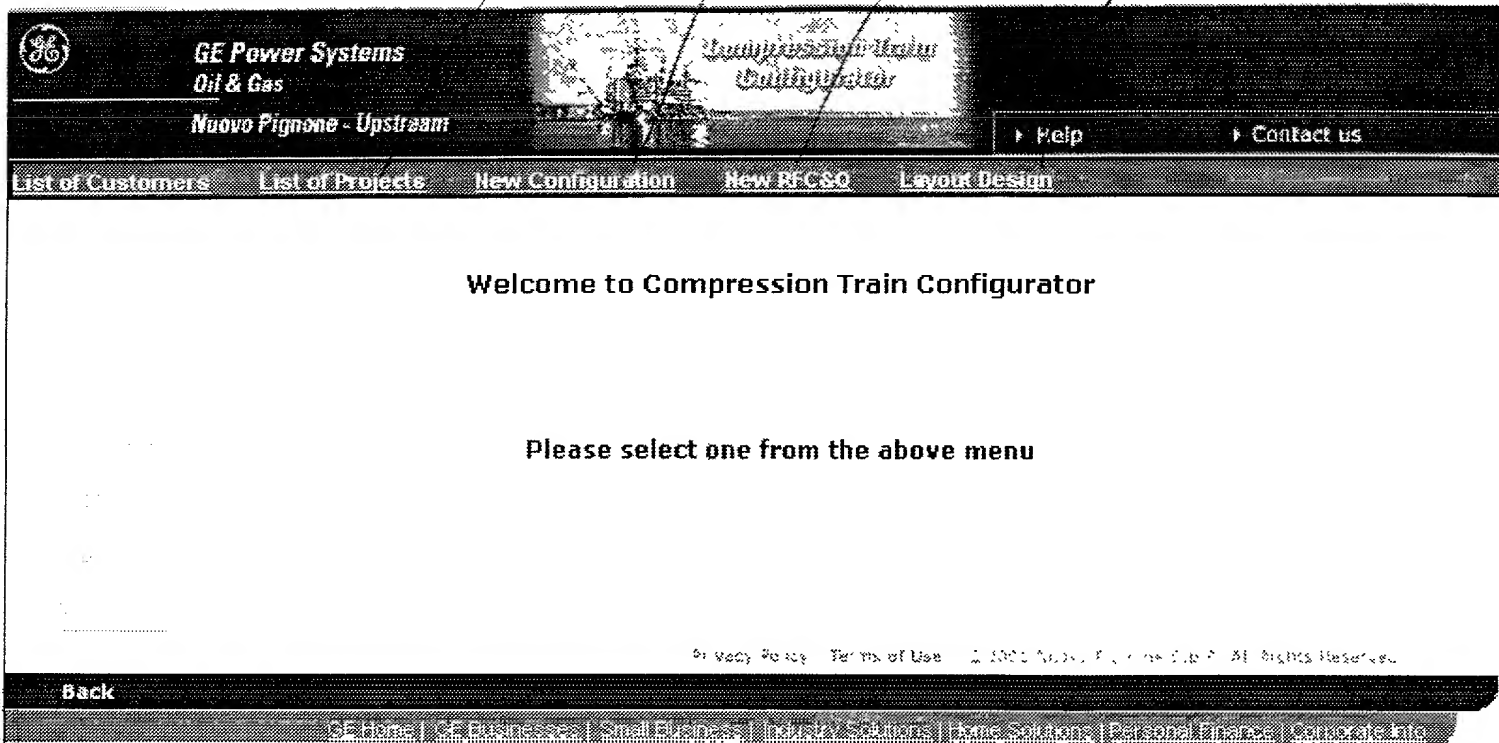 GE Power Systems
Oil & Gas
Nuovo Pignone - Upstream
Compression Train
Configurator
Help Contact us
List of Customers List of Projects New Configuration New RFCSQ Layout Design
Welcome to Compression Train Configurator
Please select one from the above menu
Privacy Policy Terms of Use All Rights Reserved
Back
GE Home | GE Businesses | Small Business | Industry Solutions | Home Solutions | Personal Finance | Corporate Info